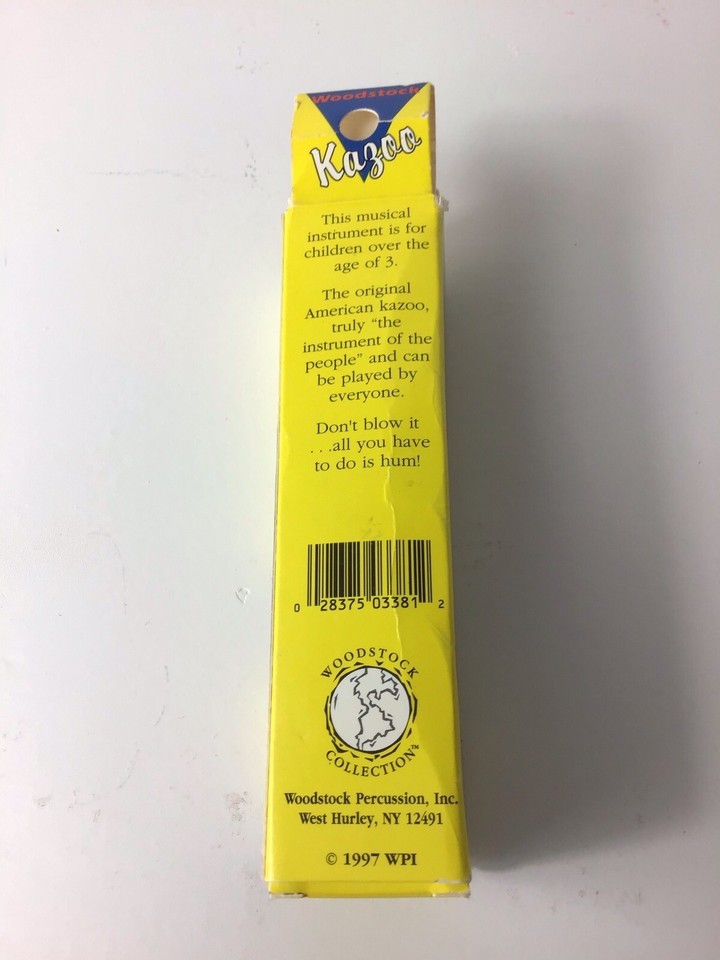 Woodstock
Kazoo
This musical
instrument is for
children over the
age of 3.
The original
American kazoo,
truly “the
instrument of the
people” and can
be played by
everyone.
Don't blow it
. . .all you have
to do is hum!
0 28375 03381 2
WOODSTOCK
COLLECTION™
Woodstock Percussion, Inc.
West Hurley, NY 12491
© 1997 WPI